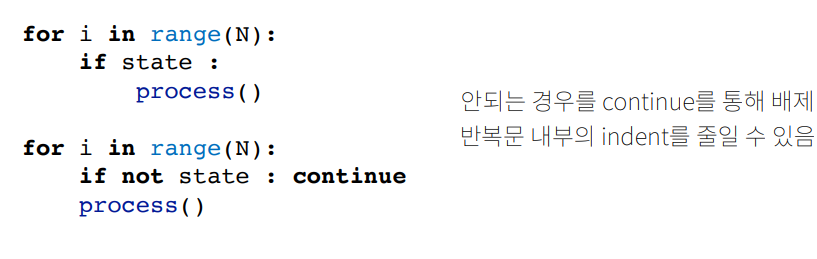 for i in range(N):
    if state :
        process()
안되는 경우를 continue를 통해 배제
반복문 내부의 indent를 줄일 수 있음
for i in range(N):
    if not state : continue
    process()